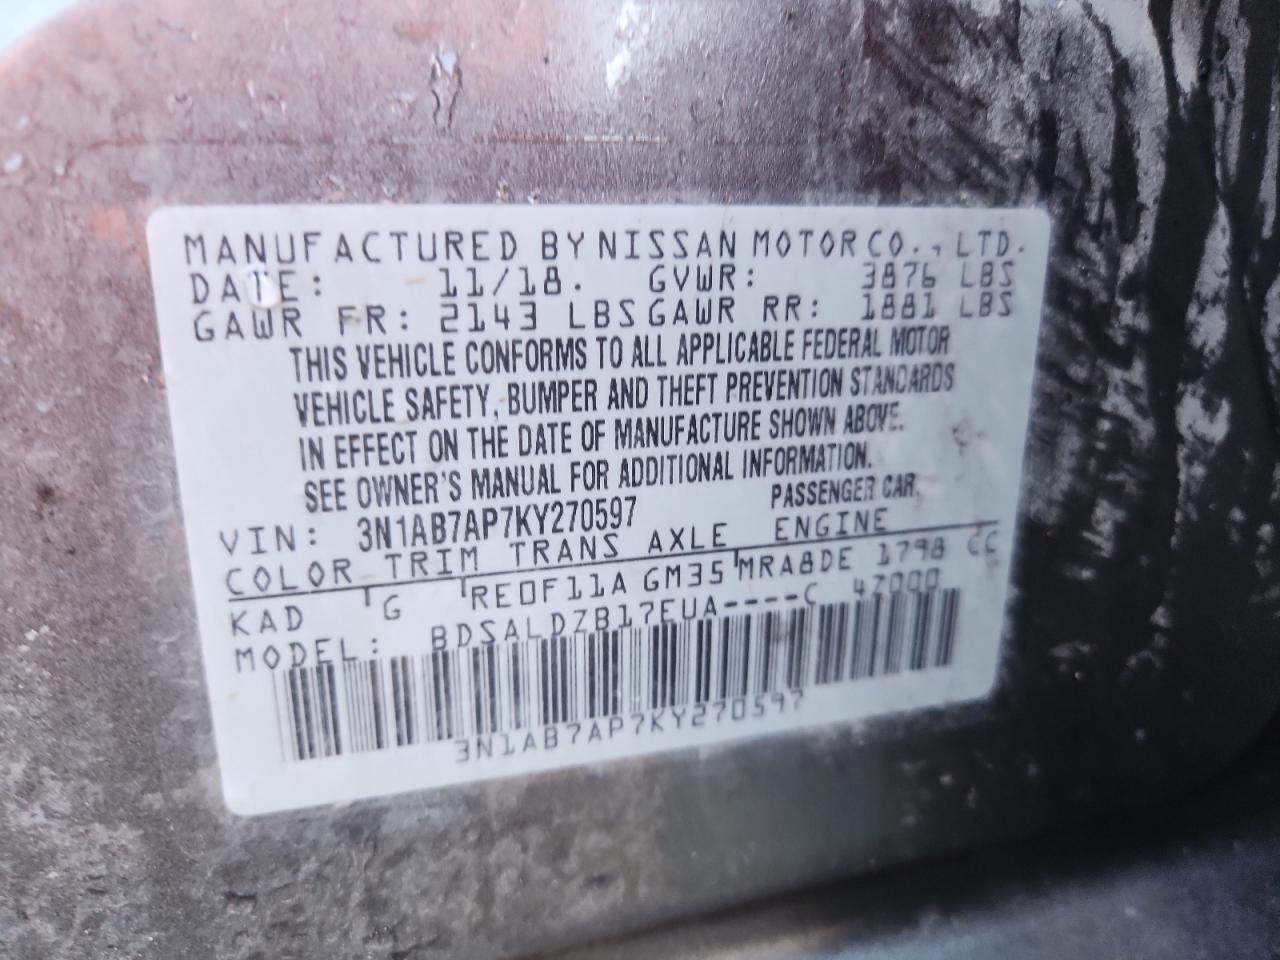 MANUFACTURED BY NISSAN MOTOR CO., LTD.
DATE: 11/18. GVWR: 3876 LBS
GAWR FR: 2143 LBS GAWR RR: 1881 LBS
THIS VEHICLE CONFORMS TO ALL APPLICABLE FEDERAL MOTOR
VEHICLE SAFETY, BUMPER AND THEFT PREVENTION STANDARDS
IN EFFECT ON THE DATE OF MANUFACTURE SHOWN ABOVE.
SEE OWNER'S MANUAL FOR ADDITIONAL INFORMATION.
VIN: 3N1AB7AP7KY270597 PASSENGER CAR
COLOR TRIM TRANS AXLE ENGINE
KAD G RE0F11A GM35 MRA8DE 1798 CC
MODEL: BDSALDZB17EUA----C 4Z000
3N1AB7AP7KY270597